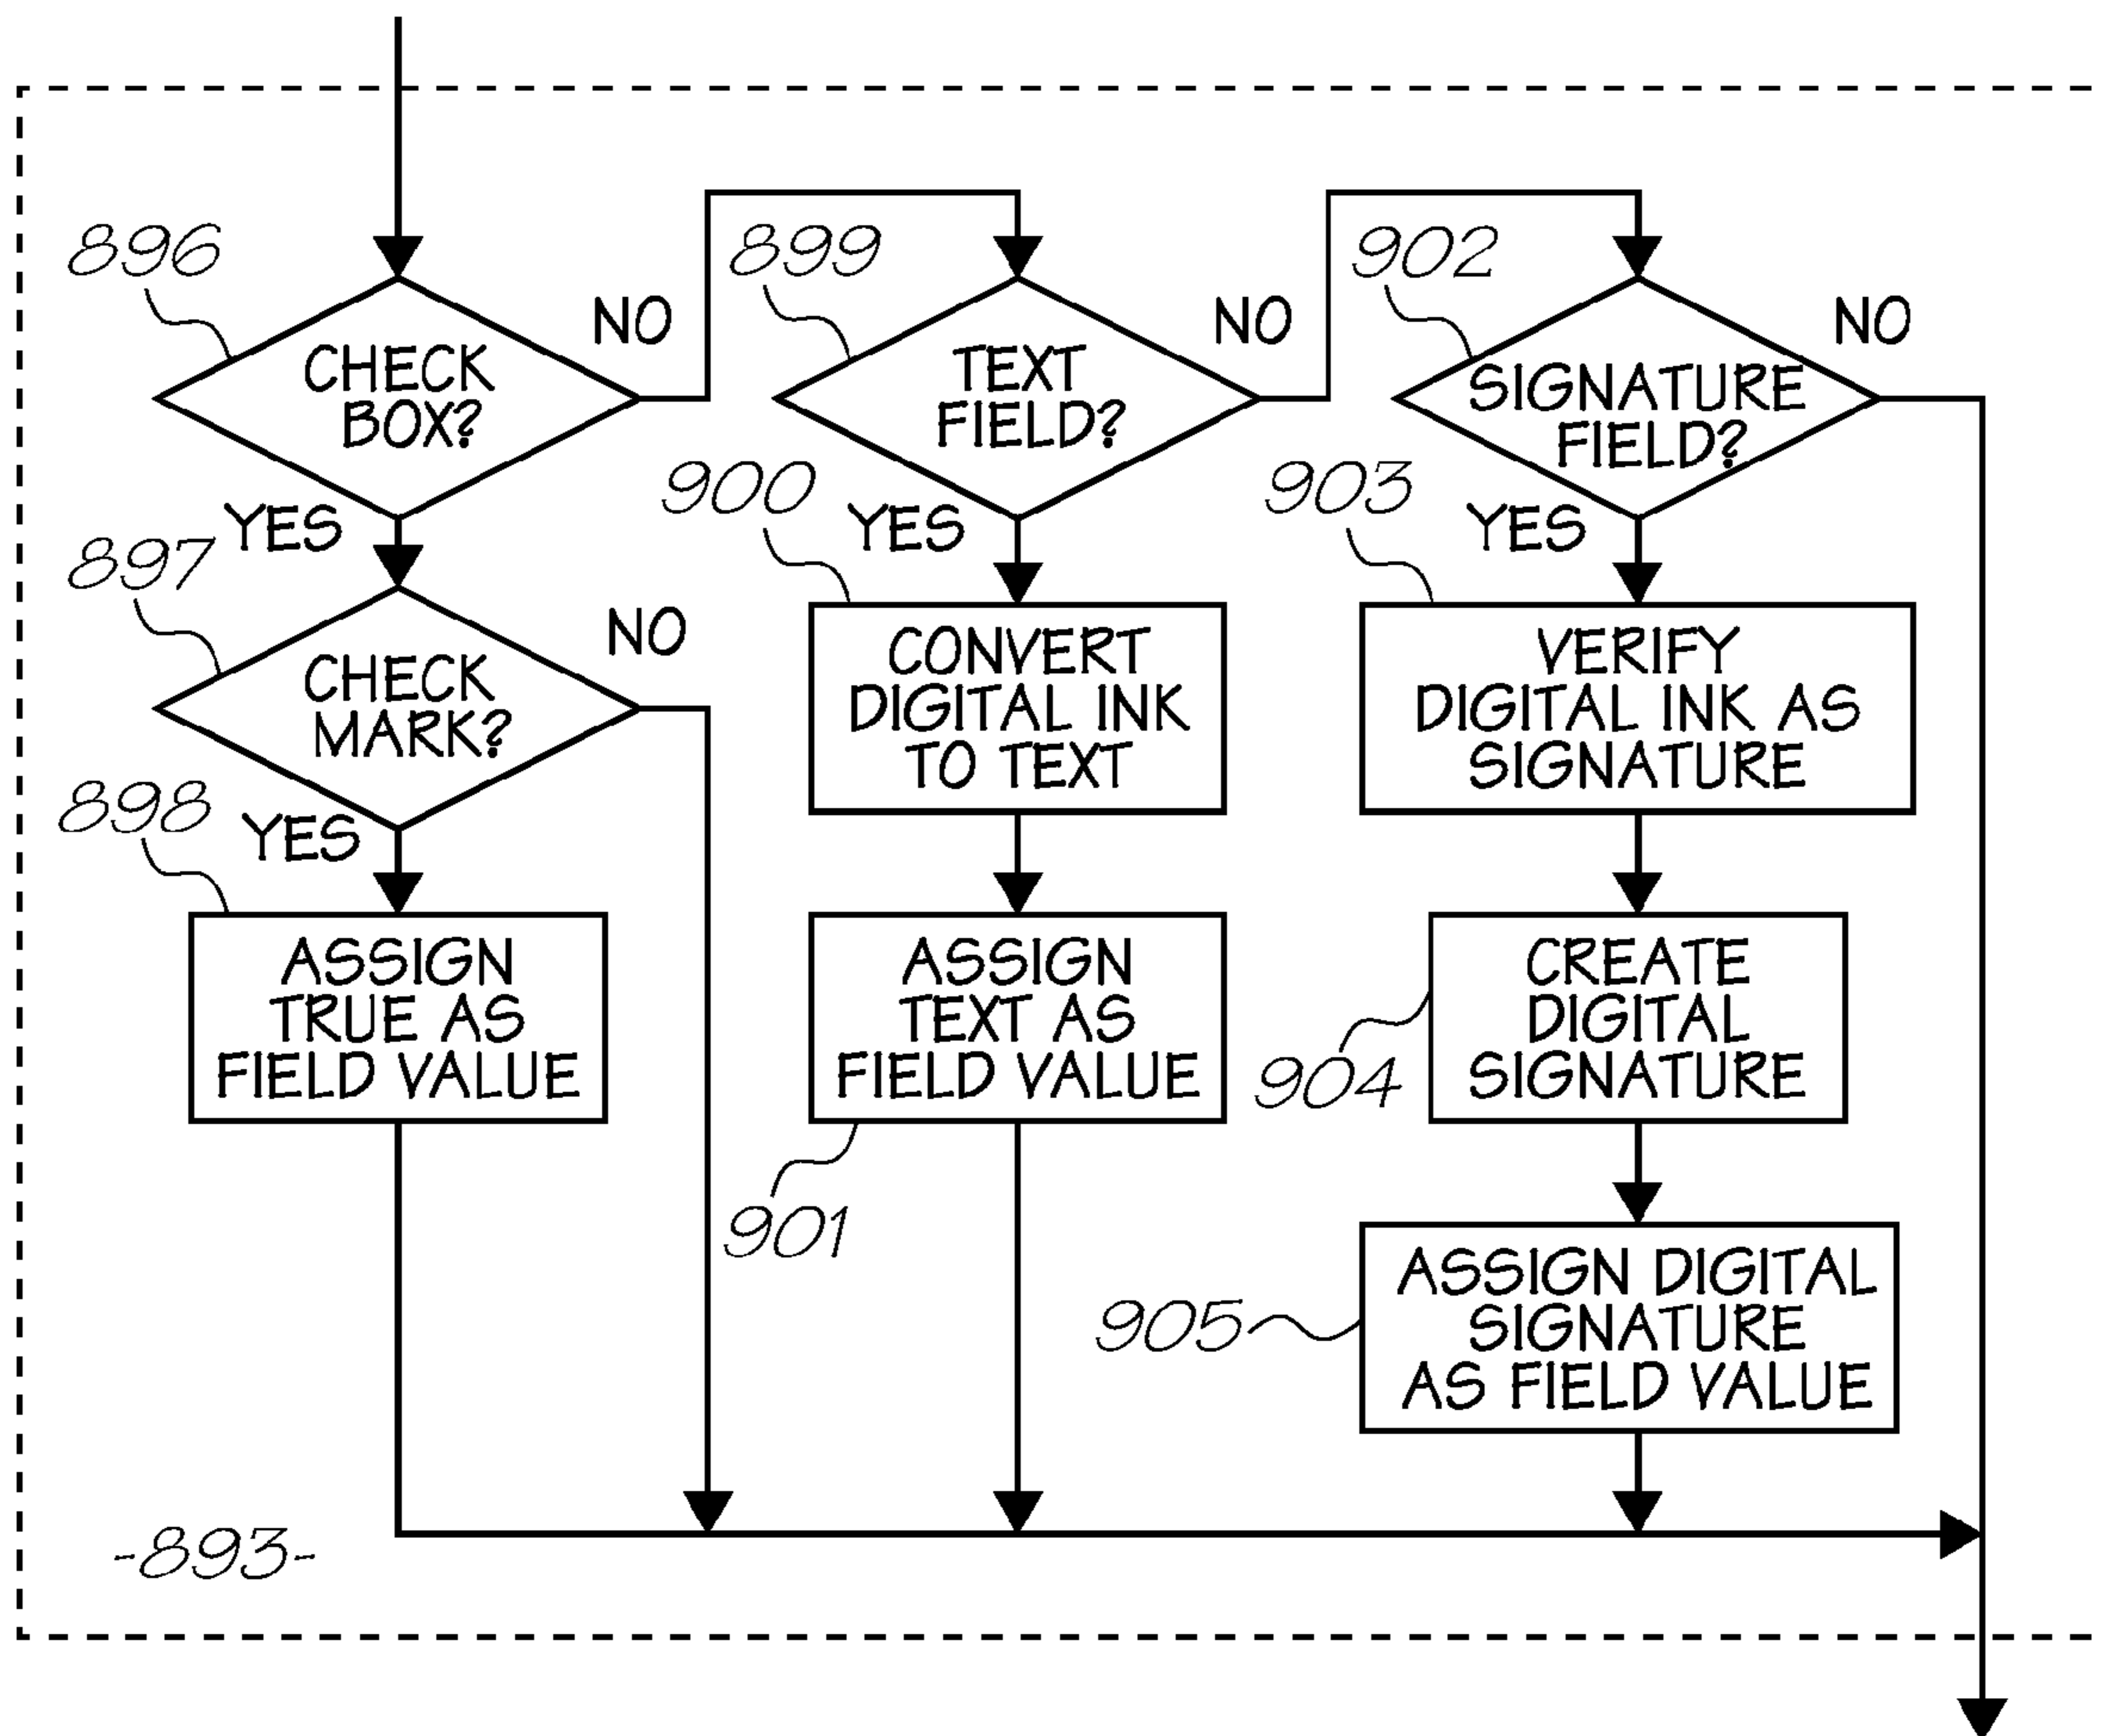 896
CHECK
BOX?
NO
YES
897
CHECK
MARK?
NO
YES
898
ASSIGN
TRUE AS
FIELD VALUE
899
TEXT
FIELD?
NO
YES
900
CONVERT
DIGITAL INK
TO TEXT
ASSIGN
TEXT AS
FIELD VALUE
901
902
SIGNATURE
FIELD?
NO
YES
903
VERIFY
DIGITAL INK AS
SIGNATURE
CREATE
DIGITAL
SIGNATURE
904
ASSIGN DIGITAL
SIGNATURE
AS FIELD VALUE
905
-893-